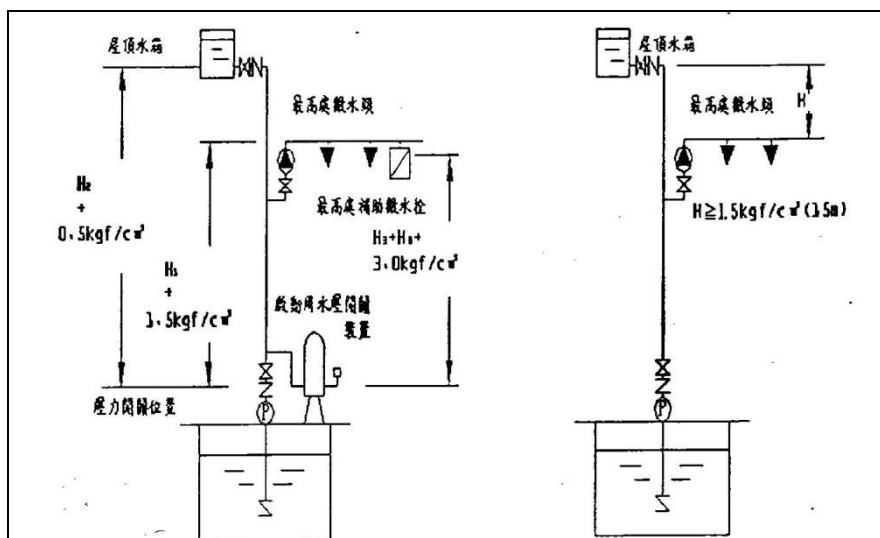 屋頂水箱
最高處撒水頭
H₂
+
0.5kgf/cm²
H₁
+
1.5kgf/cm²
最高處補助撒水栓
H₃+H₀+
3.0kgf/cm²
啟動用水壓開關
裝置
壓力開關位置
P
屋頂水箱
H
最高處撒水頭
H≧1.5kgf/cm²(15m)
P